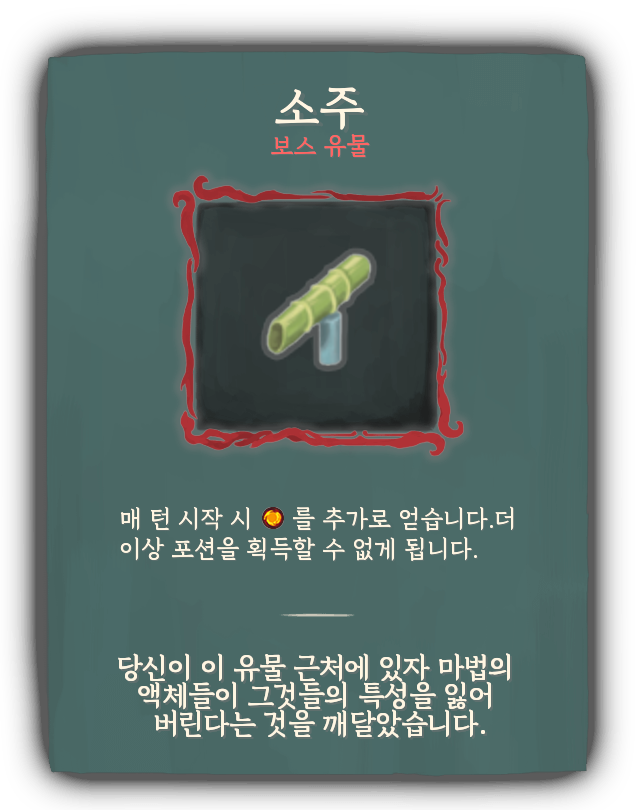 소주
보스 유물
매 턴 시작 시 를 추가로 얻습니다.더
이상 포션을 획득할 수 없게 됩니다.
당신이 이 유물 근처에 있자 마법의
액체들이 그것들의 특성을 잃어
버린다는 것을 깨달았습니다.